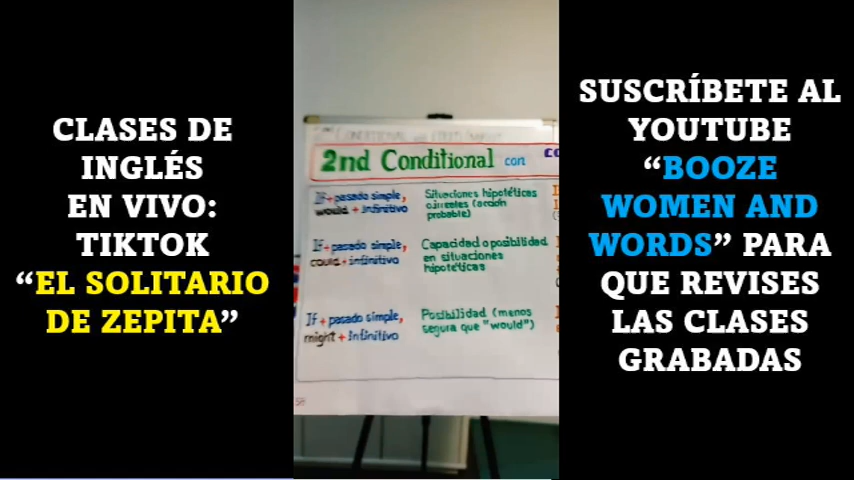 CLASES DE
INGLÉS
EN VIVO:
TIKTOK
“EL SOLITARIO
DE ZEPITA”
2nd Conditional con
If + pasado simple,
would + Infinitivo
Situaciones hipotéticas
(acción
probable)
If + pasado simple,
could + infinitivo
Capacidad o posibilidad
en situaciones
hipotéticas
If + pasado simple,
might + Infinitivo
Posibilidad (menos
segura que "would")
SUSCRÍBETE AL
YOUTUBE
“BOOZE
WOMEN AND
WORDS” PARA
QUE REVISES
LAS CLASES
GRABADAS